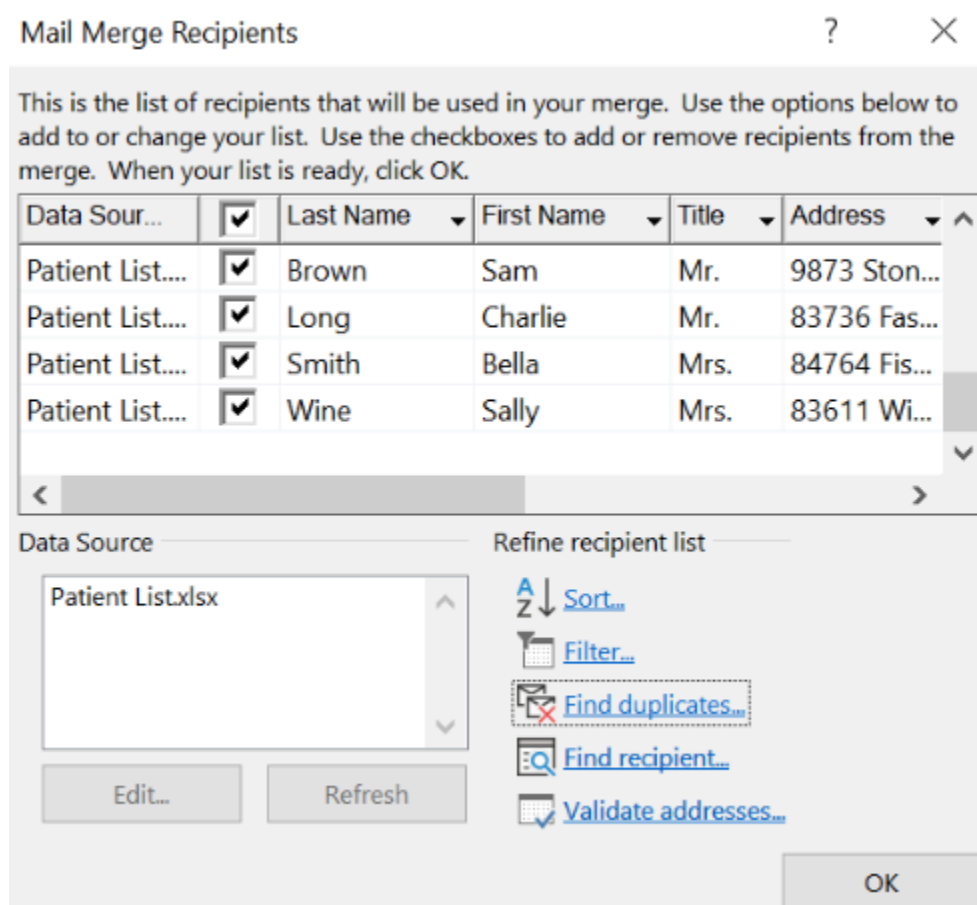 Mail Merge Recipients ? 
This is the list of recipients that will be used in your merge. Use the options below to
add to or change your list. Use the checkboxes to add or remove recipients from the
merge. When your list is ready, click OK.
Data Sour... Last Name First Name Title Address
Patient List.... Brown Sam Mr. 9873 Ston...
Patient List.... Long Charlie Mr. 83736 Fas...
Patient List.... Smith Bella Mrs. 84764 Fis...
Patient List.... Wine Sally Mrs. 83611 Wi...
Data Source Refine recipient list
Patient List.xlsx
A
Z Sort...
Filter...
Find duplicates...
Find recipient...
Edit... Refresh
Validate addresses...
OK